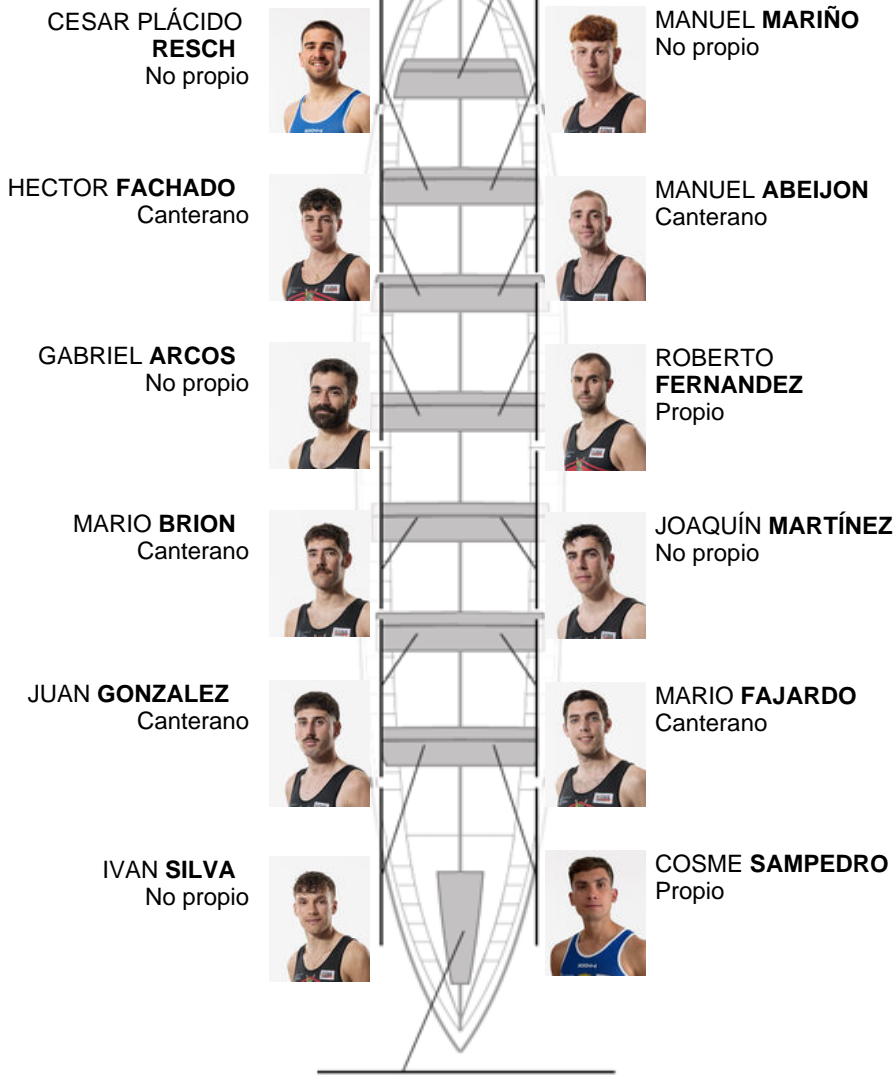 CESAR PLÁCIDO
RESCH
No propio
MANUEL MARIÑO
No propio
HECTOR FACHADO
Canterano
MANUEL ABEIJON
Canterano
GABRIEL ARCOS
No propio
ROBERTO
FERNANDEZ
Propio
MARIO BRION
Canterano
JOAQUÍN MARTÍNEZ
No propio
JUAN GONZALEZ
Canterano
MARIO FAJARDO
Canterano
IVAN SILVA
No propio
COSME SAMPEDRO
Propio